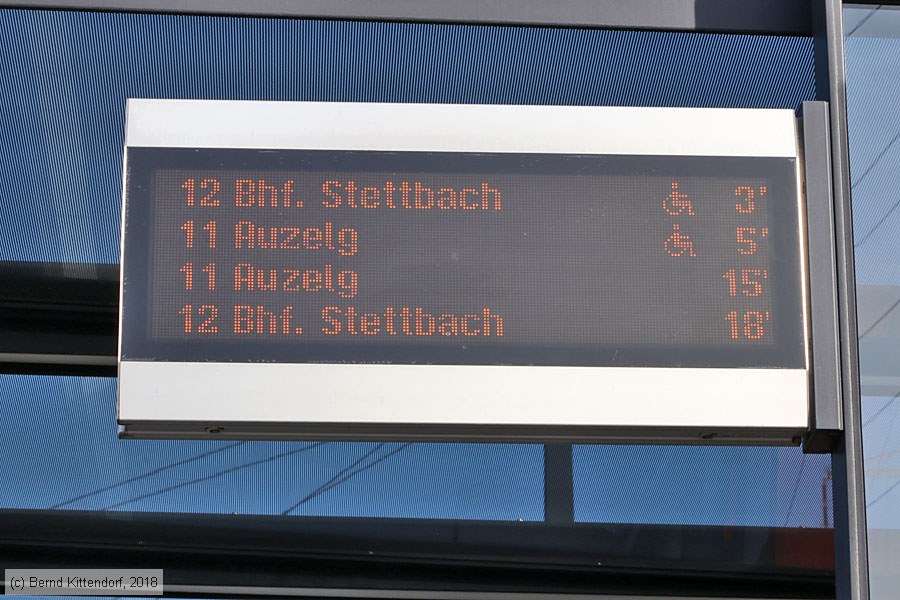 12 Bhf. Stettbach 3'
11 Auzelg 5'
11 Auzelg 15'
12 Bhf. Stettbach 18'
(c) Bernd Kittendorf, 2018